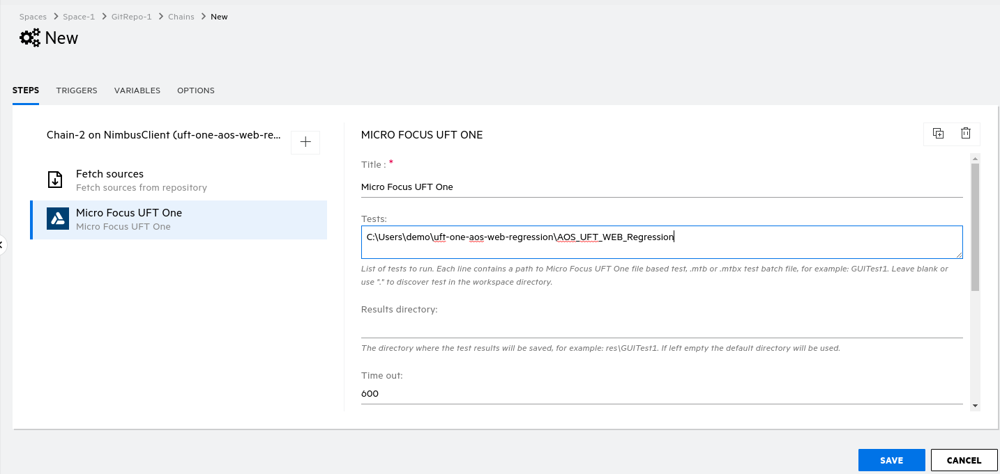 Spaces > Space-1 > GitRepo-1 > Chains > New
New
STEPS TRIGGERS VARIABLES OPTIONS
Chain-2 on NimbusClient (uft-one-aos-web-re...
Fetch sources
Fetch sources from repository
Micro Focus UFT One
Micro Focus UFT One
MICRO FOCUS UFT ONE
Title : *
Micro Focus UFT One
Tests:
C:\Users\demo\uft-one-aos-web-regression\AOS_UFT_WEB_Regression
List of tests to run. Each line contains a path to Micro Focus UFT One file based test, .mtb or .mtbx test batch file, for example: GUITest1. Leave blank or
use "." to discover test in the workspace directory.
Results directory:
The directory where the test results will be saved, for example: res\GUITest1. If left empty the default directory will be used.
Time out:
600
SAVE CANCEL